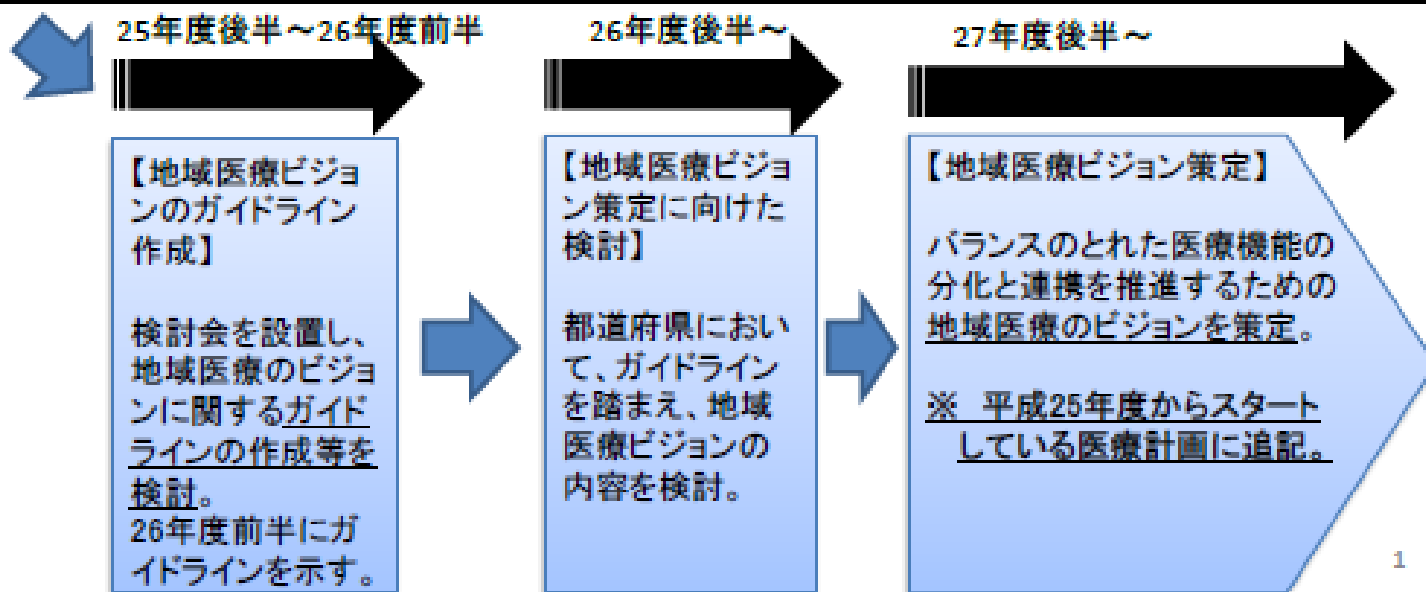 25年度後半～26年度前半
【地域医療ビジョ
ンのガイドライン
作成】
検討会を設置し、
地域医療のビジョ
ンに関するガイド
ラインの作成等を
検討。
26年度前半にガ
イドラインを示す。
26年度後半～
【地域医療ビジョ
ン策定に向けた
検討】
都道府県におい
て、ガイドライン
を踏まえ、地域
医療ビジョンの
内容を検討。
27年度後半～
【地域医療ビジョン策定】
バランスのとれた医療機能の
分化と連携を推進するための
地域医療のビジョンを策定。
※　平成25年度からスタート
している医療計画に追記。
1